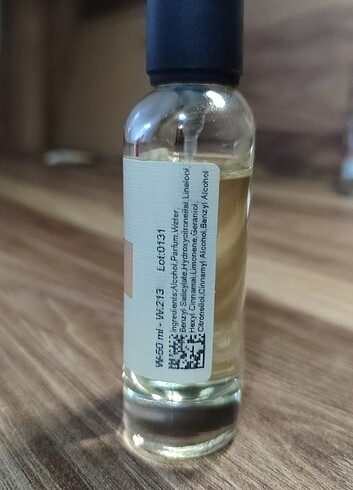 W-50 ml - W:213 Lot:0131
Ingredients:Alcohol,Parfum,Water,
Benzyl Salicylate,Hydroxycitronellal,Linalool,
Hexyl Cinnamal,Limonene,Geraniol,
Citronellol,Cinnamyl Alcohol,Benzyl Alcohol